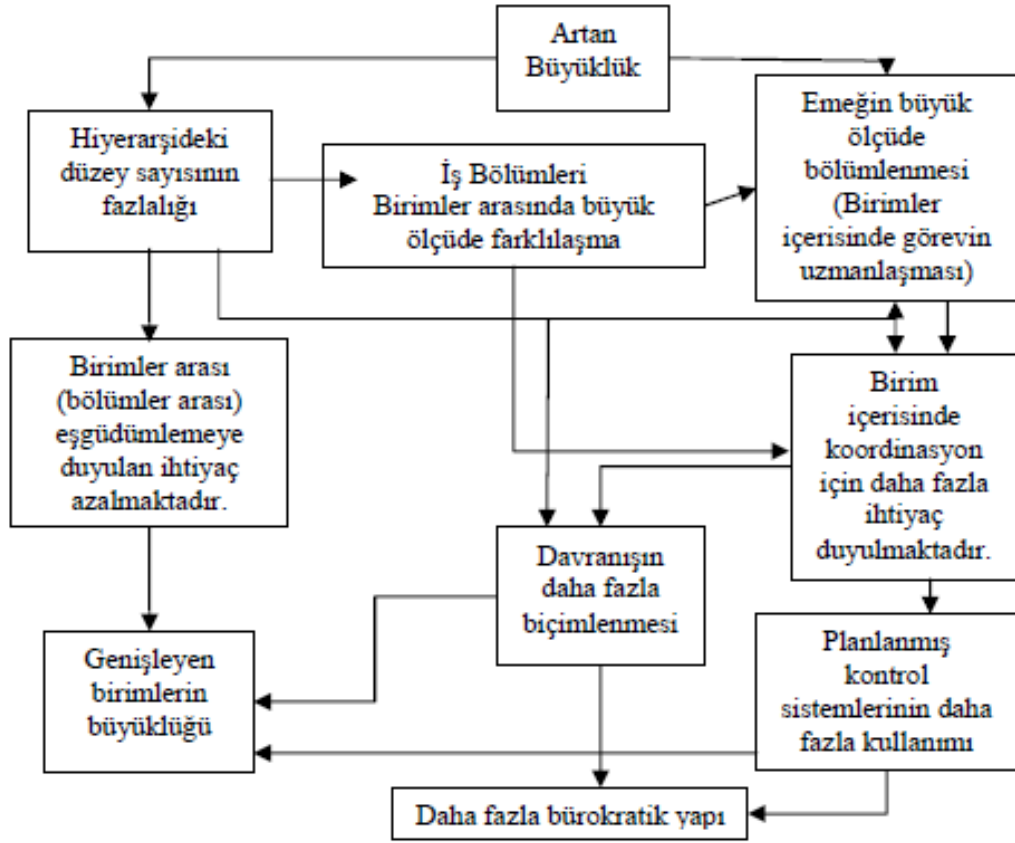 Artan
Büyüklük
Hiyerarşideki
düzey sayısının
fazlalığı
İş Bölümleri
Birimler arasında büyük
ölçüde farklılaşma
Emeğin büyük
ölçüde
bölümlenmesi
(Birimler
içerisinde görevin
uzmanlaşması)
Birimler arası
(bölümler arası)
eşgüdümlemeye
duyulan ihtiyaç
azalmaktadır.
Birim
içerisinde
koordinasyon
için daha fazla
ihtiyaç
duyulmaktadır.
Davranışın
daha fazla
biçimlenmesi
Genişleyen
birimlerin
büyüklüğü
Planlanmış
kontrol
sistemlerinin daha
fazla kullanımı
Daha fazla bürokratik yapı